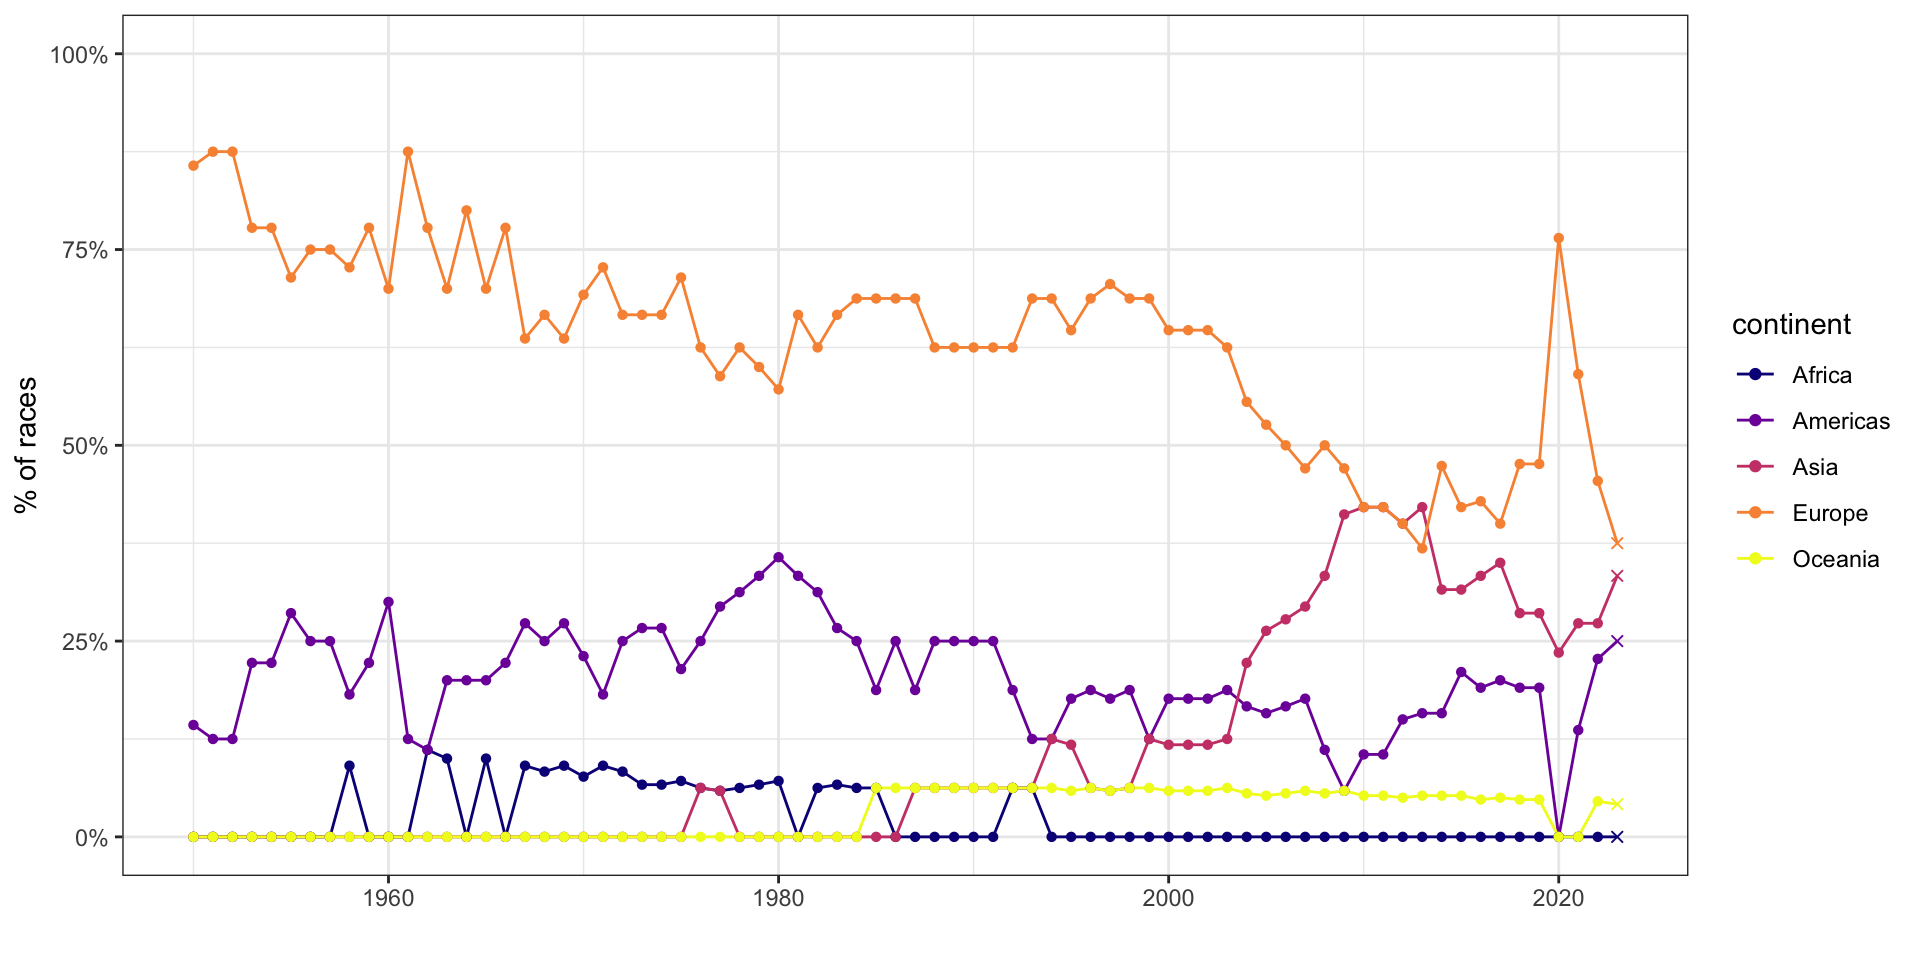 100%
75%
50%
25%
0%
% of races
1960
1980
2000
2020
continent
Africa
Americas
Asia
Europe
Oceania